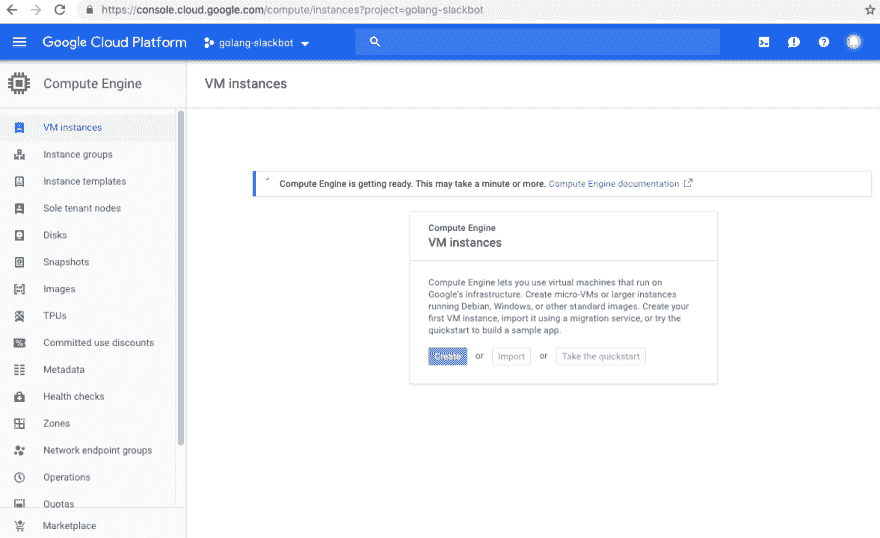 https://console.cloud.google.com/compute/instances?project=golang-slackbot
Google Cloud Platform
golang-slackbot
Compute Engine
VM instances
VM instances
Instance groups
Instance templates
Sole tenant nodes
Disks
Snapshots
Images
TPUs
Committed use discounts
Metadata
Health checks
Zones
Network endpoint groups
Operations
Quotas
Marketplace
Compute Engine is getting ready. This may take a minute or more. Compute Engine documentation
Compute Engine
VM instances
Compute Engine lets you use virtual machines that run on
Google's infrastructure. Create micro-VMs or larger instances
running Debian, Windows, or other standard images. Create your
first VM instance, import it using a migration service, or try the
quickstart to build a sample app.
Create or Import or Take the quickstart